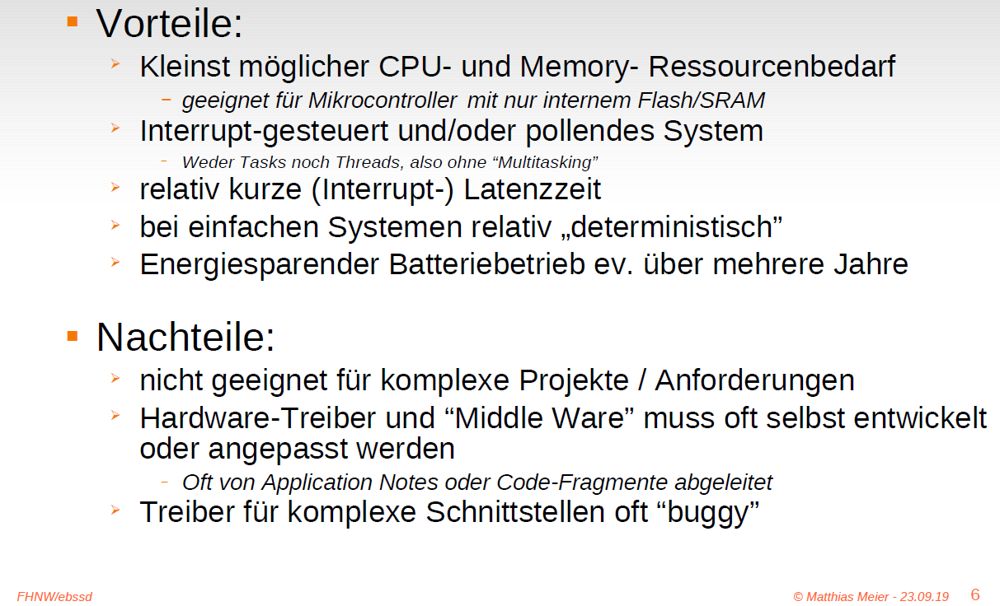 Vorteile:
Kleinst möglicher CPU- und Memory- Ressourcenbedarf
– geeignet für Mikrocontroller mit nur internem Flash/SRAM
Interrupt-gesteuert und/oder pollendes System
– Weder Tasks noch Threads, also ohne “Multitasking”
relativ kurze (Interrupt-) Latenzzeit
bei einfachen Systemen relativ „deterministisch”
Energiesparender Batteriebetrieb ev. über mehrere Jahre
Nachteile:
nicht geeignet für komplexe Projekte / Anforderungen
Hardware-Treiber und “Middle Ware” muss oft selbst entwickelt
oder angepasst werden
– Oft von Application Notes oder Code-Fragmente abgeleitet
Treiber für komplexe Schnittstellen oft “buggy”
FHNW/ebssd
© Matthias Meier - 23.09.19 6